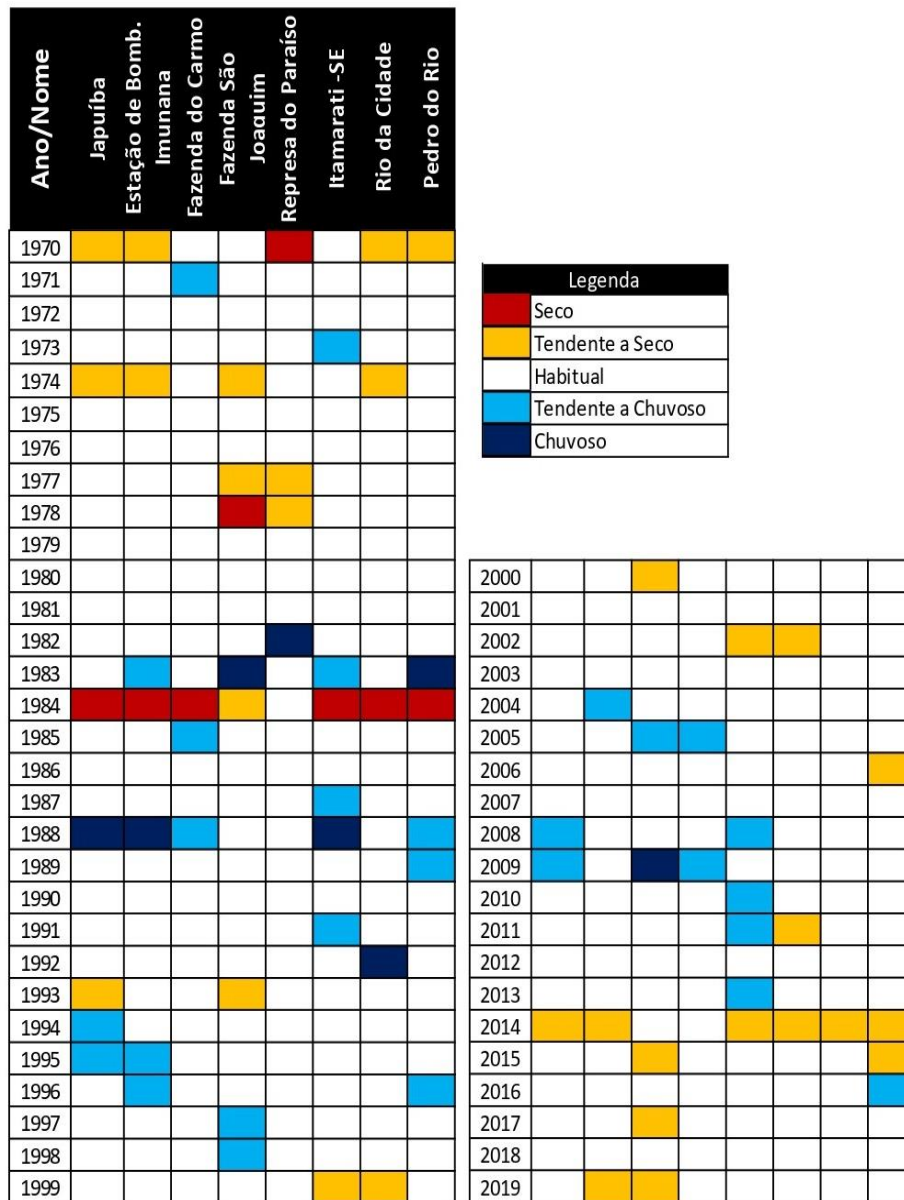 Ano/Nome
Japuíba
Estação de Bomb.
Imunana
Fazenda do Carmo
Fazenda São
Joaquim
Represa do Paraíso
Itamarati -SE
Rio da Cidade
Pedro do Rio
1970
1971
1972
1973
1974
1975
1976
1977
1978
1979
1980
1981
1982
1983
1984
1985
1986
1987
1988
1989
1990
1991
1992
1993
1994
1995
1996
1997
1998
1999
Legenda
Seco
Tendente a Seco
Habitual
Tendente a Chuvoso
Chuvoso
2000
2001
2002
2003
2004
2005
2006
2007
2008
2009
2010
2011
2012
2013
2014
2015
2016
2017
2018
2019